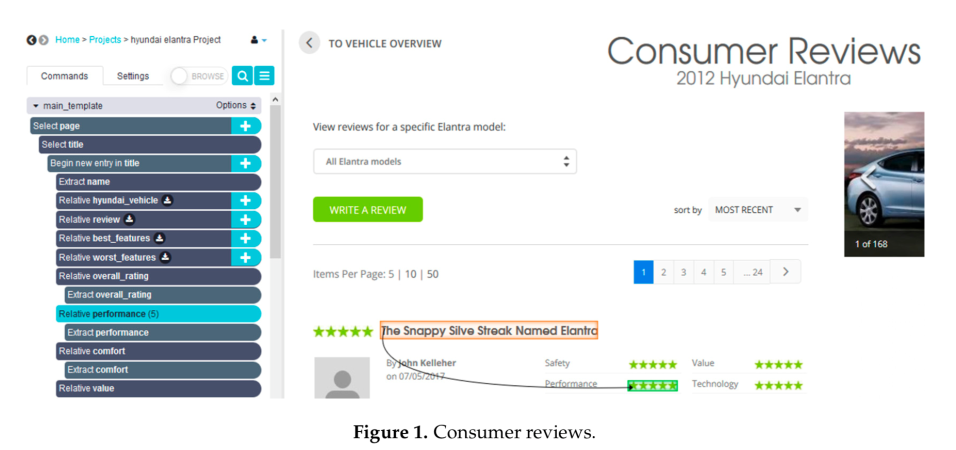 Home > Projects > hyundai elantra Project
Commands
Settings
BROWSE
main_template
Options
Select page
Select title
Begin new entry in title
Extract name
Relative hyundai_vehicle
Relative review
Relative best_features
Relative worst_features
Relative overall_rating
Extract overall_rating
Relative performance (5)
Extract performance
Relative comfort
Extract comfort
Relative value
TO VEHICLE OVERVIEW
Consumer Reviews
2012 Hyundai Elantra
View reviews for a specific Elantra model:
All Elantra models
WRITE A REVIEW
sort by MOST RECENT
1 of 168
Items Per Page: 5 | 10 | 50
1 2 3 4 5 ... 24 >
The Snappy Silve Streak Named Elantra
By John Kelleher
on 07/05/2017
Safety
Value
Performance
Technology
Figure 1. Consumer reviews.